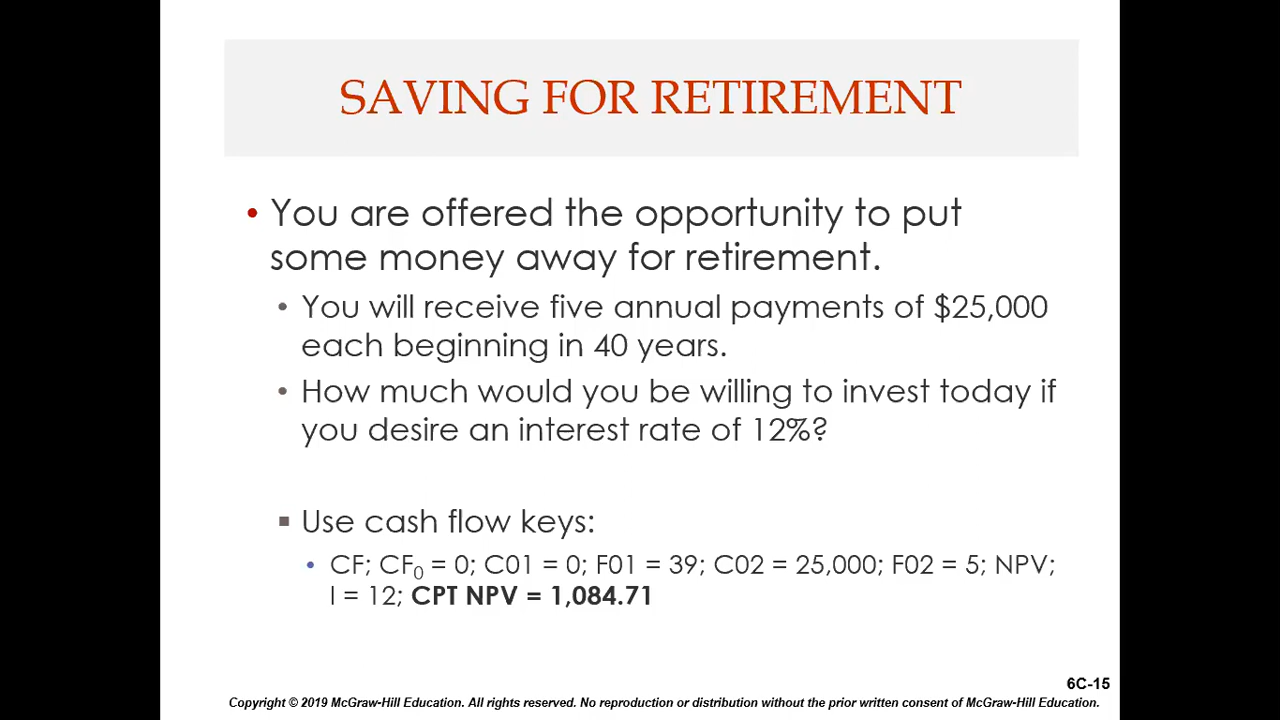 SAVING FOR RETIREMENT
• You are offered the opportunity to put
some money away for retirement.
• You will receive five annual payments of $25,000
each beginning in 40 years.
• How much would you be willing to invest today if
you desire an interest rate of 12%?
▪ Use cash flow keys:
• CF; CF₀ = 0; C01 = 0; F01 = 39; C02 = 25,000; F02 = 5; NPV;
I = 12; CPT NPV = 1,084.71
6C-15
Copyright © 2019 McGraw-Hill Education. All rights reserved. No reproduction or distribution without the prior written consent of McGraw-Hill Education.